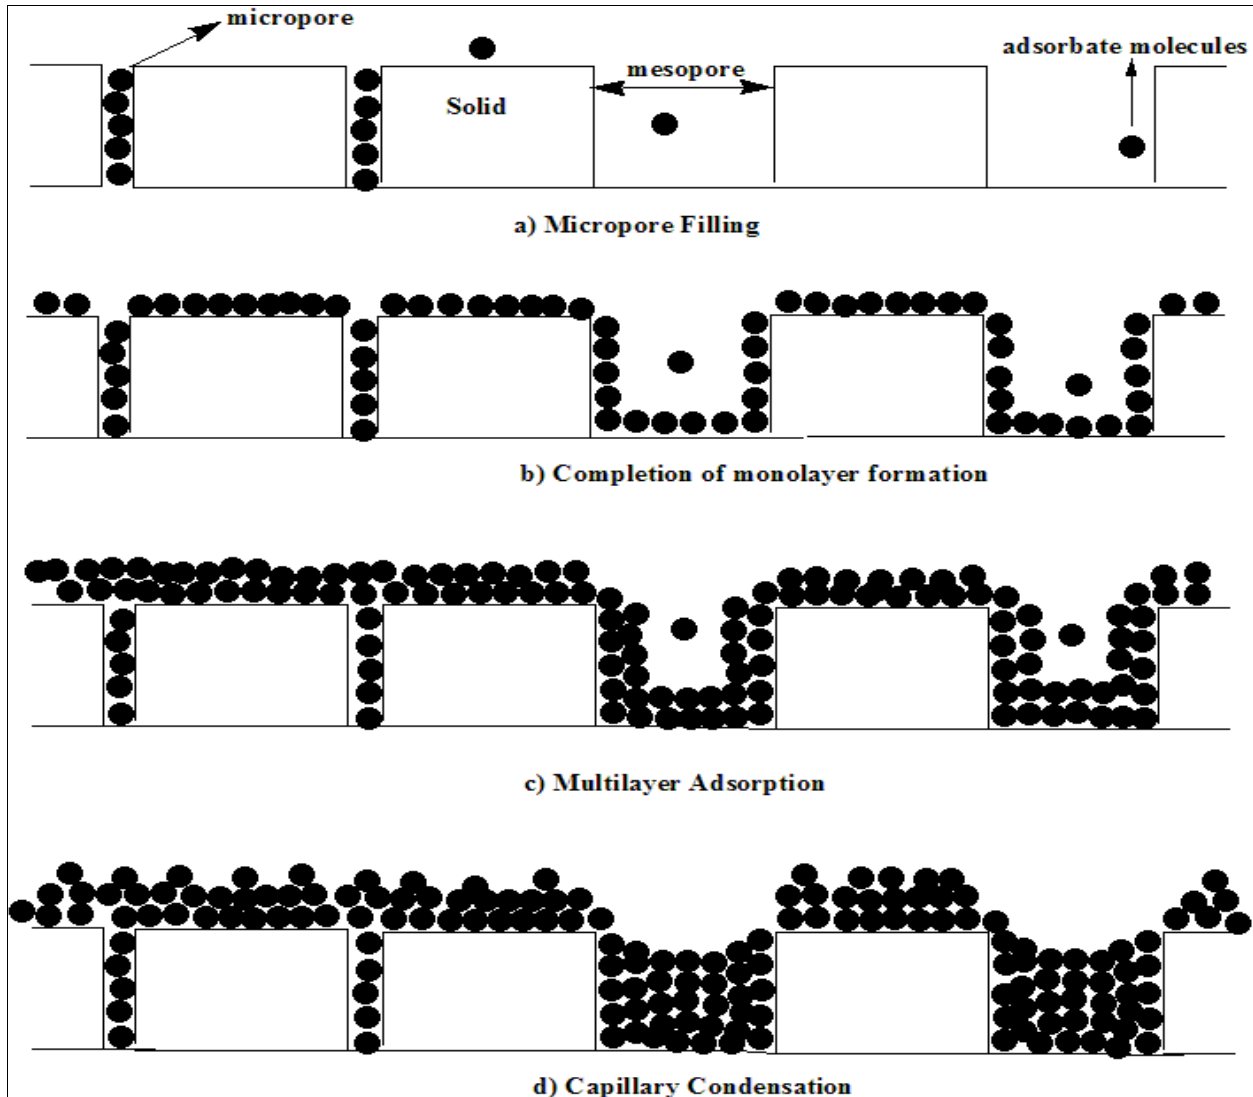 micropore
adsorbate molecules
mesopore
Solid
a) Micropore Filling
b) Completion of monolayer formation
c) Multilayer Adsorption
d) Capillary Condensation